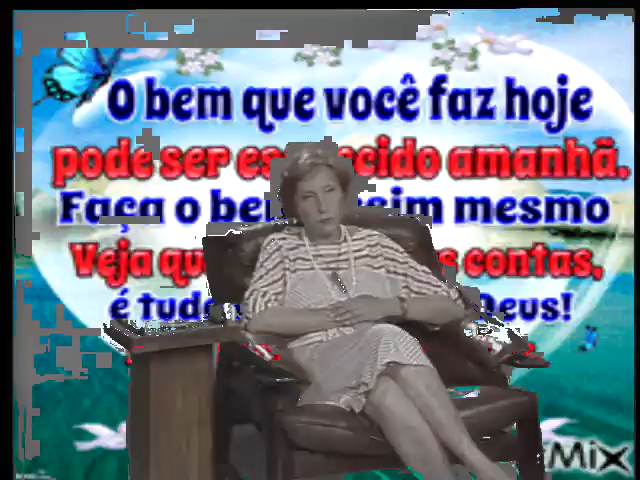 O bem que você faz hoje
pode ser es cido amanhã.
Faça o be sim mesmo
Veja qu s contas,
é tud Deus!
Mix